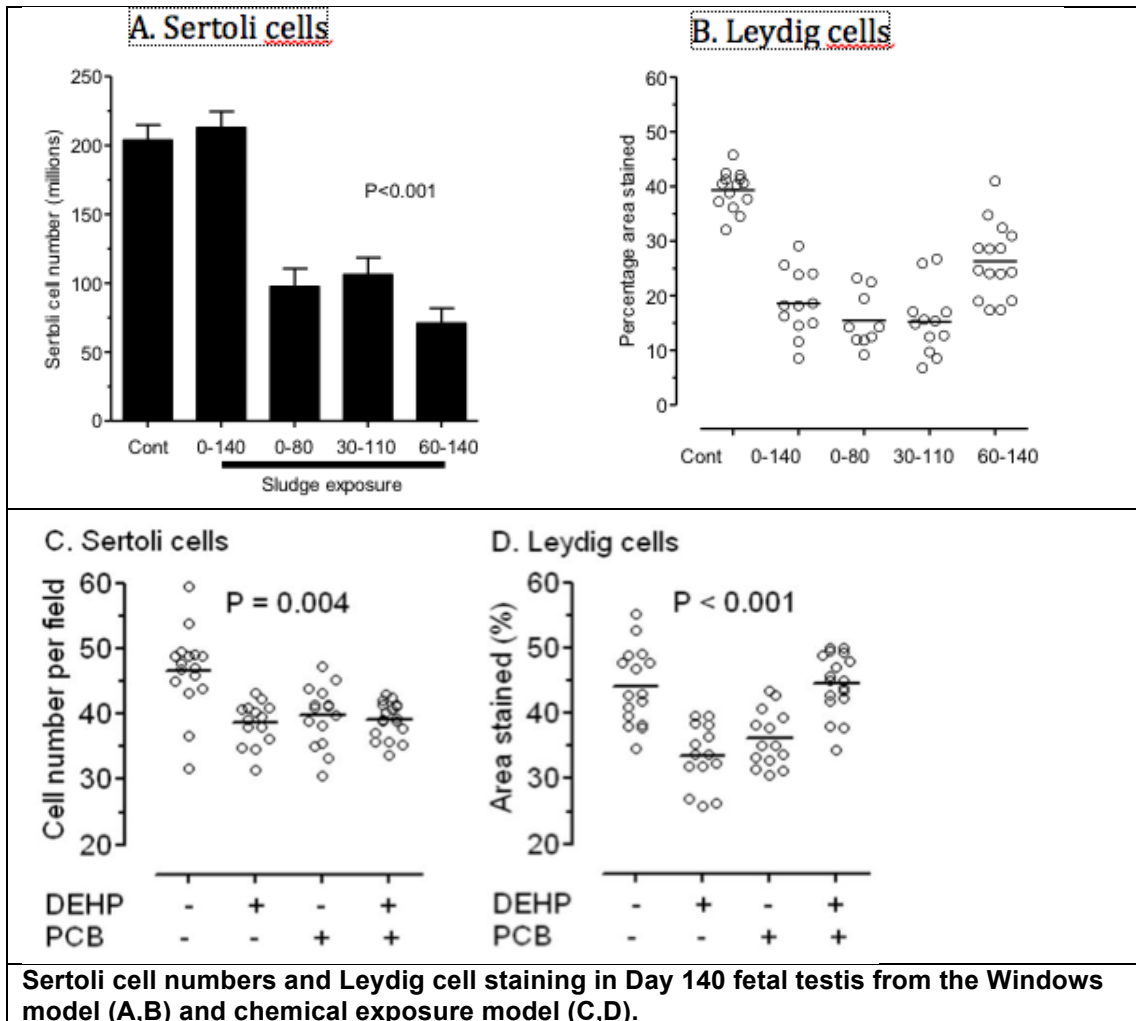 A. Sertoli cells
Sertoli cell number (millions)
250
200
150
100
50
0
P<0.001
Cont 0-140 0-80 30-110 60-140
Sludge exposure
B. Leydig cells
Percentage area stained
60
50
40
30
20
10
0
Cont 0-140 0-80 30-110 60-140
C. Sertoli cells
Cell number per field
60
50
40
30
20
P = 0.004
DEHP - + - +
PCB - - + +
D. Leydig cells
Area stained (%)
60
50
40
30
20
P < 0.001
DEHP - + - +
PCB - - + +
Sertoli cell numbers and Leydig cell staining in Day 140 fetal testis from the Windows
model (A,B) and chemical exposure model (C,D).